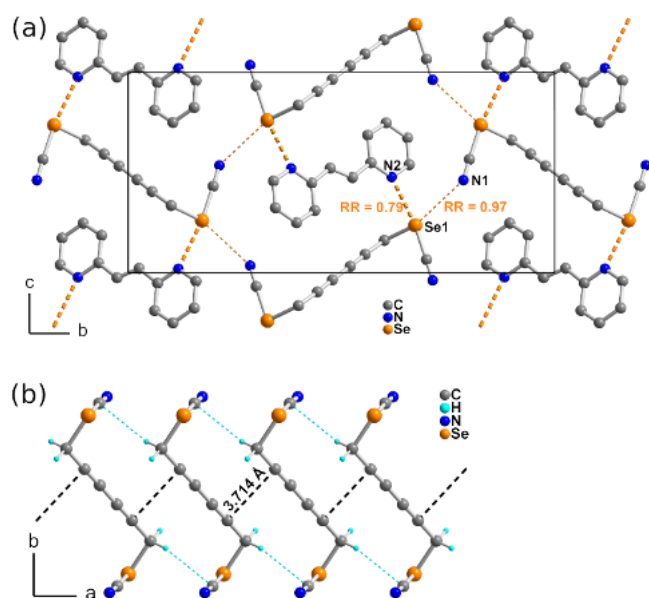 (a)
N2
N1
RR = 0.79
RR = 0.97
Se1
c
b
C
N
Se
(b)
C
H
N
Se
3.714 Å
b
a